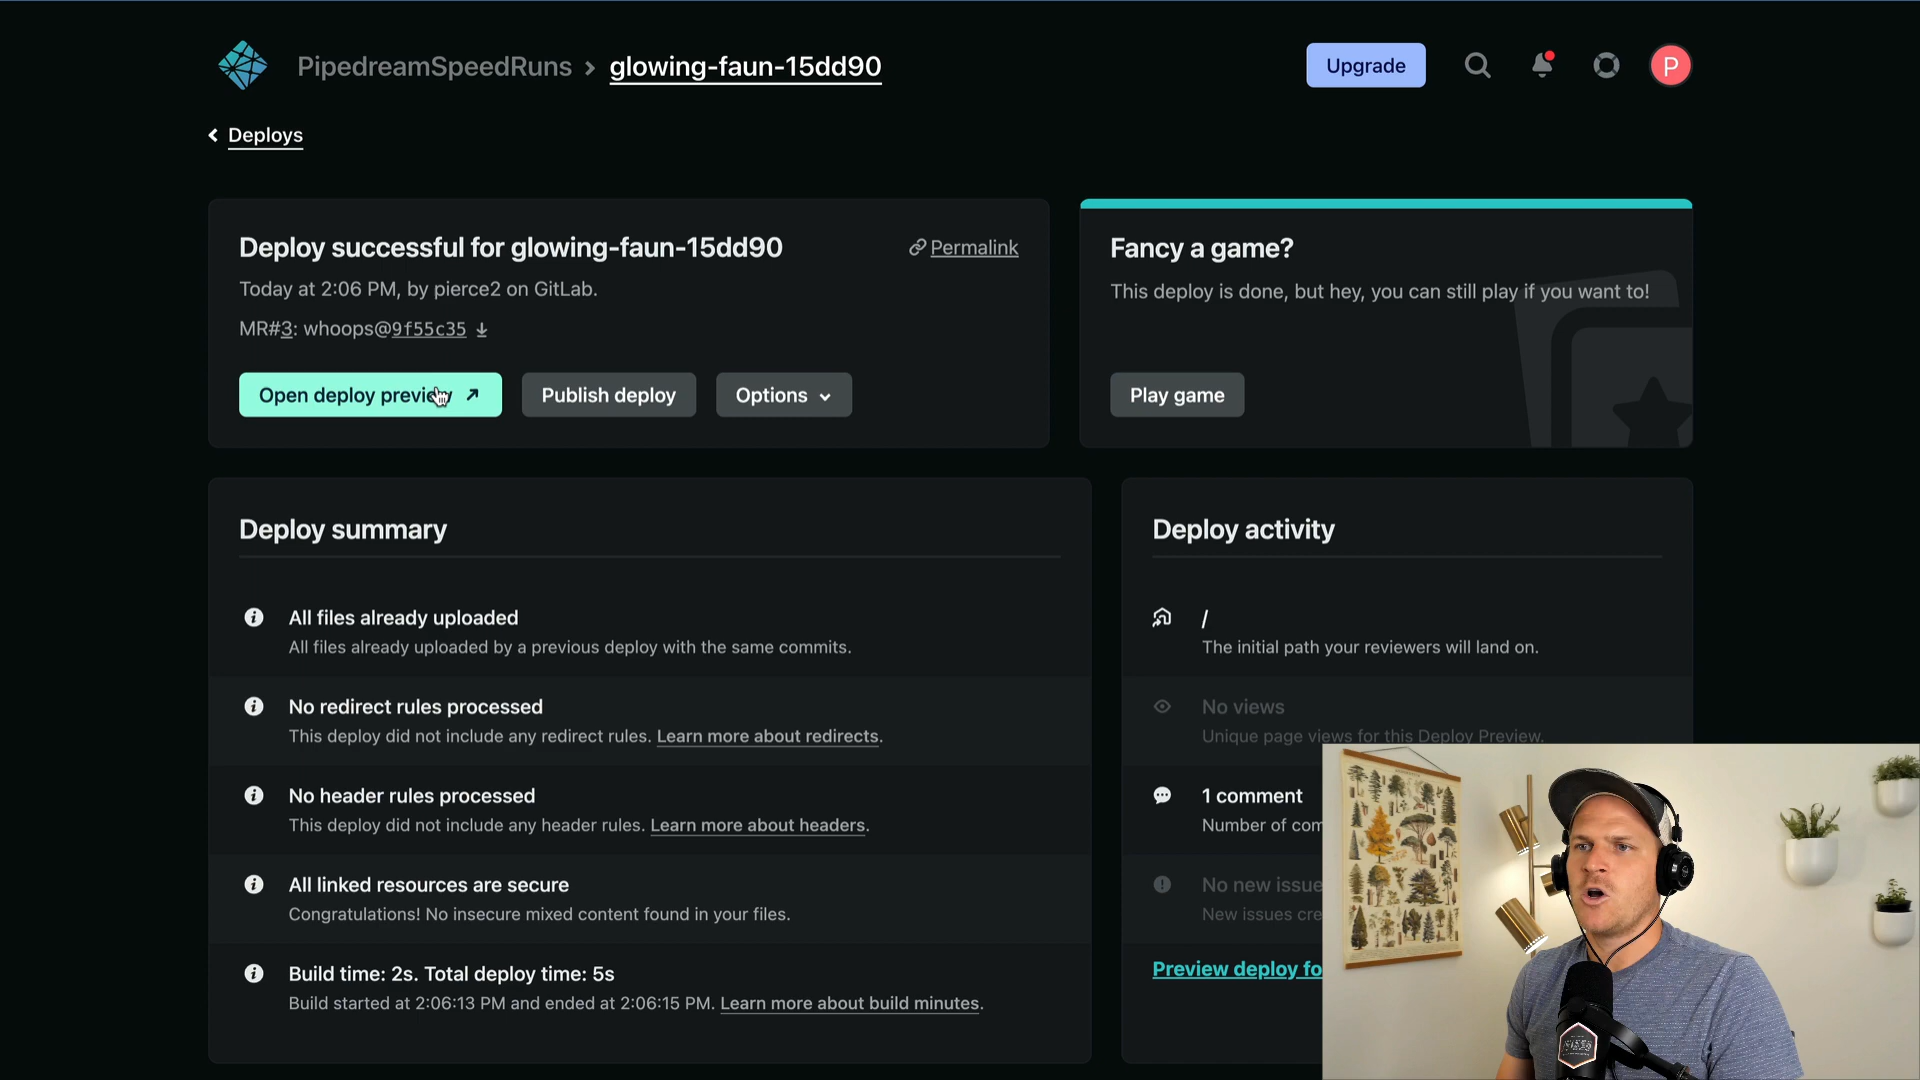 PipedreamSpeedRuns > glowing-faun-15dd90
Upgrade
P
Deploys
Deploy successful for glowing-faun-15dd90
Permalink
Today at 2:06 PM, by pierce2 on GitLab.
MR#3: whoops@9f55c35
Open deploy preview
Publish deploy
Options
Fancy a game?
This deploy is done, but hey, you can still play if you want to!
Play game
Deploy summary
All files already uploaded
All files already uploaded by a previous deploy with the same commits.
No redirect rules processed
This deploy did not include any redirect rules. Learn more about redirects.
No header rules processed
This deploy did not include any header rules. Learn more about headers.
All linked resources are secure
Congratulations! No insecure mixed content found in your files.
Build time: 2s. Total deploy time: 5s
Build started at 2:06:13 PM and ended at 2:06:15 PM. Learn more about build minutes.
Deploy activity
/
The initial path your reviewers will land on.
No views
Unique page views for this Deploy Preview.
1 comment
Number of com
No new issue
New issues cre
Preview deploy fo